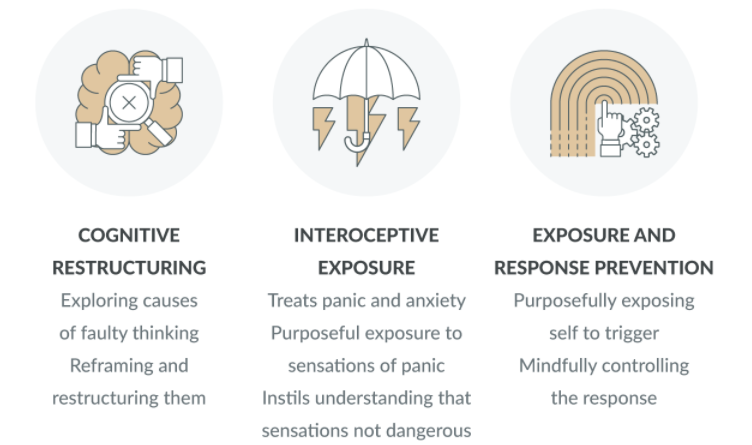 COGNITIVE
RESTRUCTURING
Exploring causes
of faulty thinking
Reframing and
restructuring them
INTEROCEPTIVE
EXPOSURE
Treats panic and anxiety
Purposeful exposure to
sensations of panic
Instils understanding that
sensations not dangerous
EXPOSURE AND
RESPONSE PREVENTION
Purposefully exposing
self to trigger
Mindfully controlling
the response